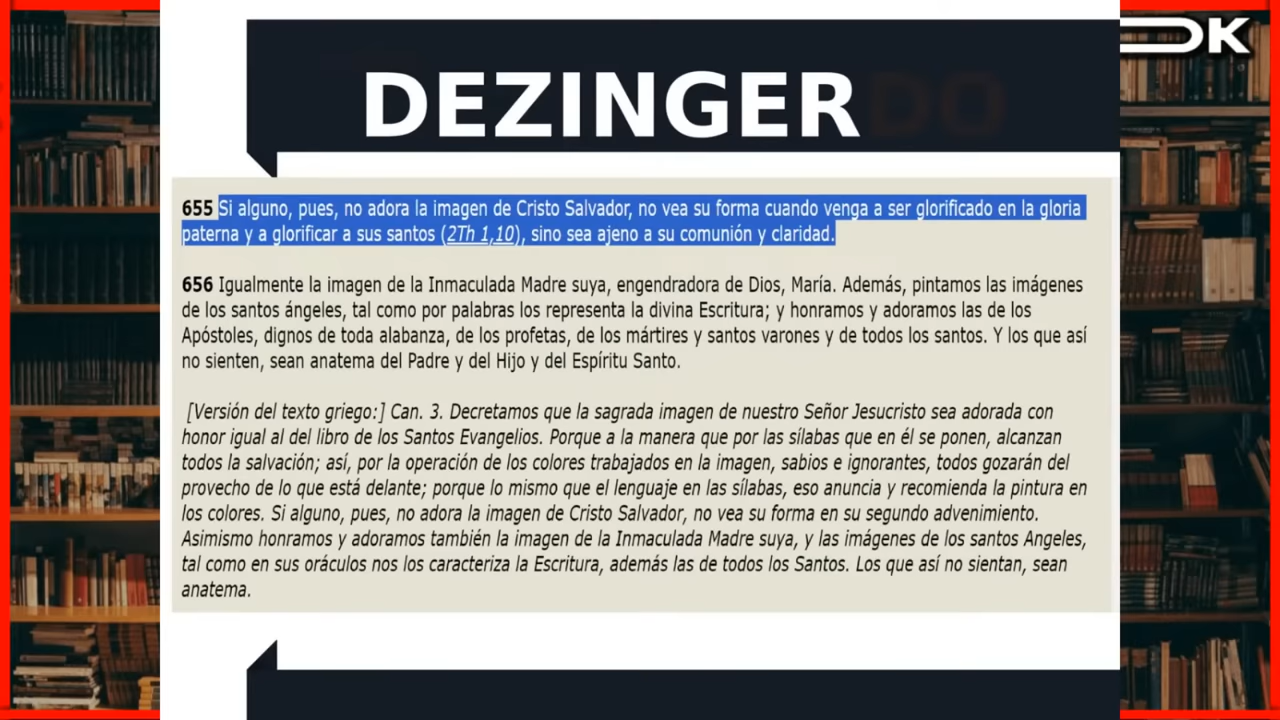 DK
DEZINGER
655 Si alguno, pues, no adora la imagen de Cristo Salvador, no vea su forma cuando venga a ser glorificado en la gloria
paterna y a glorificar a sus santos (2Th 1,10), sino sea ajeno a su comunión y claridad.
656 Igualmente la imagen de la Inmaculada Madre suya, engendradora de Dios, María. Además, pintamos las imágenes
de los santos ángeles, tal como por palabras los representa la divina Escritura; y honramos y adoramos las de los
Apóstoles, dignos de toda alabanza, de los profetas, de los mártires y santos varones y de todos los santos. Y los que así
no sienten, sean anatema del Padre y del Hijo y del Espíritu Santo.
[Versión del texto griego:] Can. 3. Decretamos que la sagrada imagen de nuestro Señor Jesucristo sea adorada con
honor igual al del libro de los Santos Evangelios. Porque a la manera que por las sílabas que en él se ponen, alcanzan
todos la salvación; así, por la operación de los colores trabajados en la imagen, sabios e ignorantes, todos gozarán del
provecho de lo que está delante; porque lo mismo que el lenguaje en las sílabas, eso anuncia y recomienda la pintura en
los colores. Si alguno, pues, no adora la imagen de Cristo Salvador, no vea su forma en su segundo advenimiento.
Asimismo honramos y adoramos también la imagen de la Inmaculada Madre suya, y las imágenes de los santos Angeles,
tal como en sus oráculos nos los caracteriza la Escritura, además las de todos los Santos. Los que así no sientan, sean
anatema.